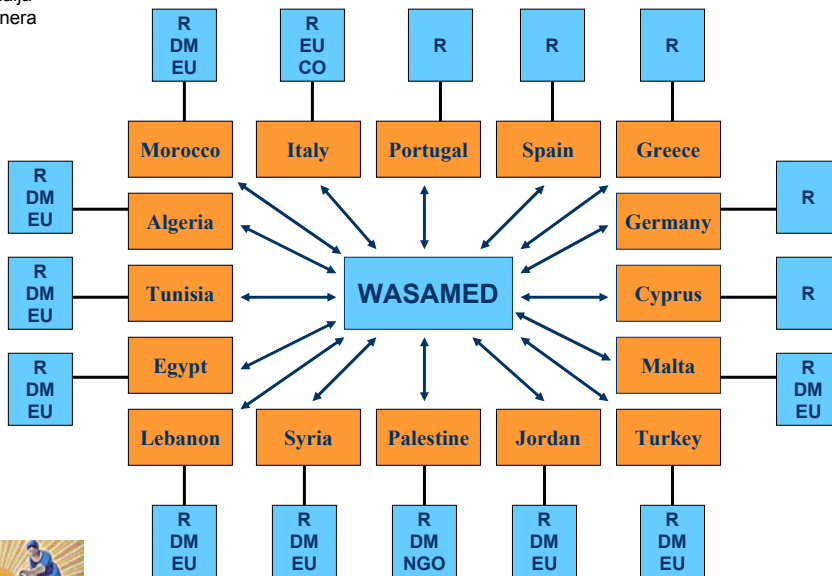 nera
R
DM
EU
R
EU
CO
R
R
R
Morocco
Italy
Portugal
Spain
Greece
R
DM
EU
Algeria
Germany
R
R
DM
EU
Tunisia
WASAMED
Cyprus
R
R
DM
EU
Egypt
Malta
R
DM
EU
Lebanon
Syria
Palestine
Jordan
Turkey
R
DM
EU
R
DM
EU
R
DM
NGO
R
DM
EU
R
DM
EU